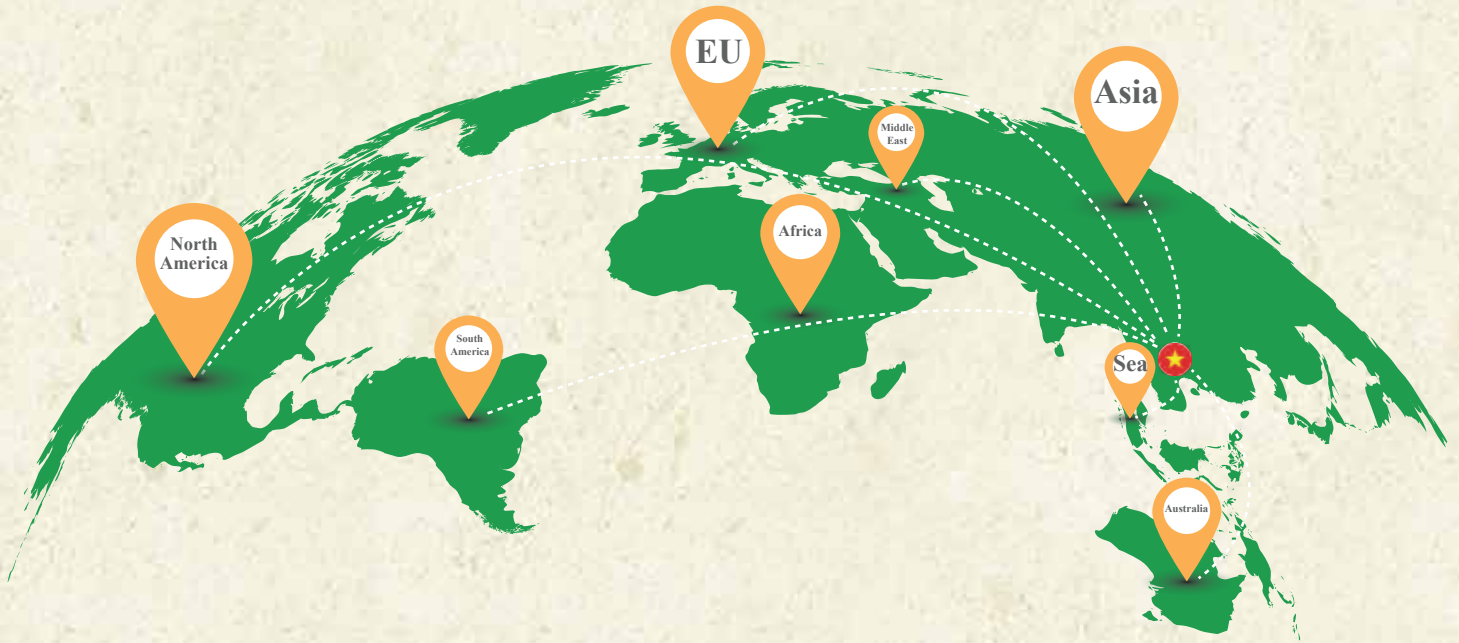 EU
Asia
Middle
East
Africa
North
America
South
America
Sea
Australia